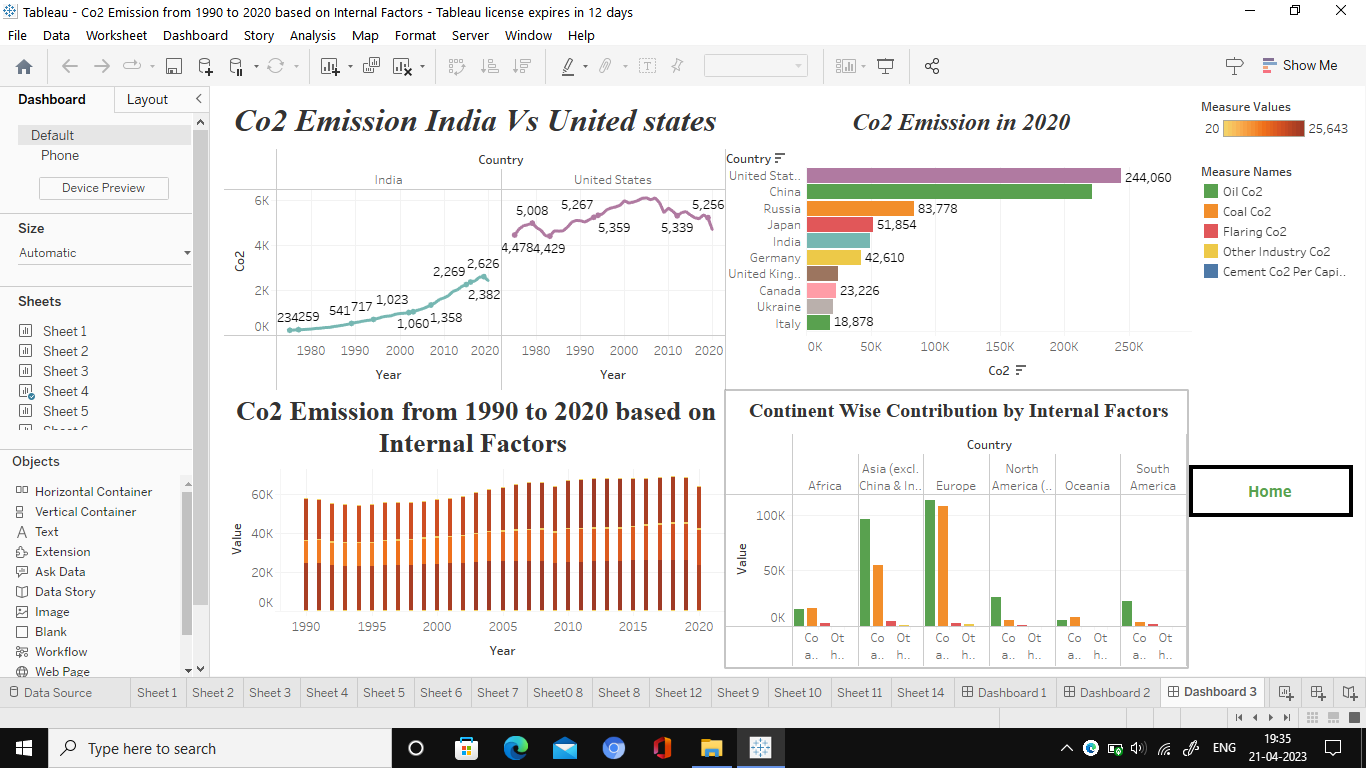 Tableau - Co2 Emission from 1990 to 2020 based on Internal Factors - Tableau license expires in 12 days
File Data Worksheet Dashboard Story Analysis Map Format Server Window Help
Show Me
Dashboard Layout
Default
Phone
Device Preview
Size
Automatic
Sheets
Sheet 1
Sheet 2
Sheet 3
Sheet 4
Sheet 5
Objects
Horizontal Container
Vertical Container
Text
Extension
Ask Data
Data Story
Image
Blank
Workflow
Web Page
Co2 Emission India Vs United states
Country
India United States
Co2
6K
4K
2K
0K
234 259 541 717 1,023 1,060 1,358 2,269 2,626 2,382
4,478 5,008 4,429 5,267 5,359 5,339 5,256
1980 1990 2000 2010 2020 1980 1990 2000 2010 2020
Year Year
Co2 Emission in 2020
Country
United Stat.. 244,060
China
Russia 83,778
Japan 51,854
India
Germany 42,610
United King..
Canada 23,226
Ukraine
Italy 18,878
0K 50K 100K 150K 200K 250K
Co2
Measure Values
20 25,643
Measure Names
Oil Co2
Coal Co2
Flaring Co2
Other Industry Co2
Cement Co2 Per Capi..
Co2 Emission from 1990 to 2020 based on
Internal Factors
Value
60K
40K
20K
0K
1990 1995 2000 2005 2010 2015 2020
Year
Continent Wise Contribution by Internal Factors
Country
Africa
Asia (excl.
China & In..
Europe
North
America (..
Oceania
South
America
Value
100K
50K
0K
Co Ot Co Ot Co Ot Co Ot Co Ot Co Ot
a.. h.. a.. h.. a.. h.. a.. h.. a.. h.. a.. h..
Home
Data Source Sheet 1 Sheet 2 Sheet 3 Sheet 4 Sheet 5 Sheet 6 Sheet 7 Sheet0 8 Sheet 8 Sheet 12 Sheet 9 Sheet 10 Sheet 11 Sheet 14 Dashboard 1 Dashboard 2 Dashboard 3
Type here to search
ENG
19:35
21-04-2023